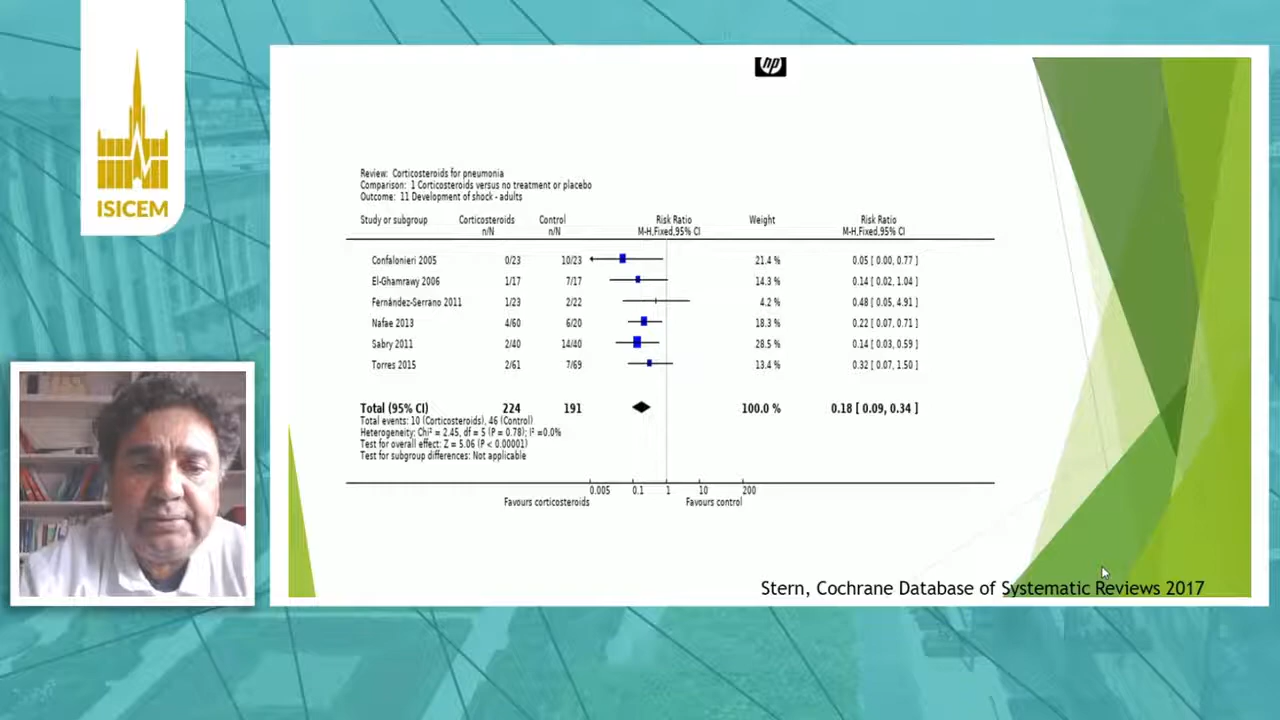 hp
ISICEM
Review: Corticosteroids for pneumonia
Comparison: 1 Corticosteroids versus no treatment or placebo
Outcome: 11 Development of shock - adults
Study or subgroup Corticosteroids Control Risk Ratio Weight Risk Ratio
n/N n/N M-H,Fixed,95% CI M-H,Fixed,95% CI
Confalonieri 2005 0/23 10/23 21.4 % 0.05 [ 0.00, 0.77 ]
El-Ghamrawy 2006 1/17 7/17 14.3 % 0.14 [ 0.02, 1.04 ]
Fernández-Serrano 2011 1/23 2/22 4.2 % 0.48 [ 0.05, 4.91 ]
Nafae 2013 4/60 6/20 18.3 % 0.22 [ 0.07, 0.71 ]
Sabry 2011 2/40 14/40 28.5 % 0.14 [ 0.03, 0.59 ]
Torres 2015 2/61 7/69 13.4 % 0.32 [ 0.07, 1.50 ]
Total (95% CI) 224 191 100.0 % 0.18 [ 0.09, 0.34 ]
Total events: 10 (Corticosteroids), 46 (Control)
Heterogeneity: Chi² = 2.45, df = 5 (P = 0.78); I² =0.0%
Test for overall effect: Z = 5.06 (P < 0.00001)
Test for subgroup differences: Not applicable
0.005 0.1 1 10 200
Favours corticosteroids Favours control
Stern, Cochrane Database of Systematic Reviews 2017